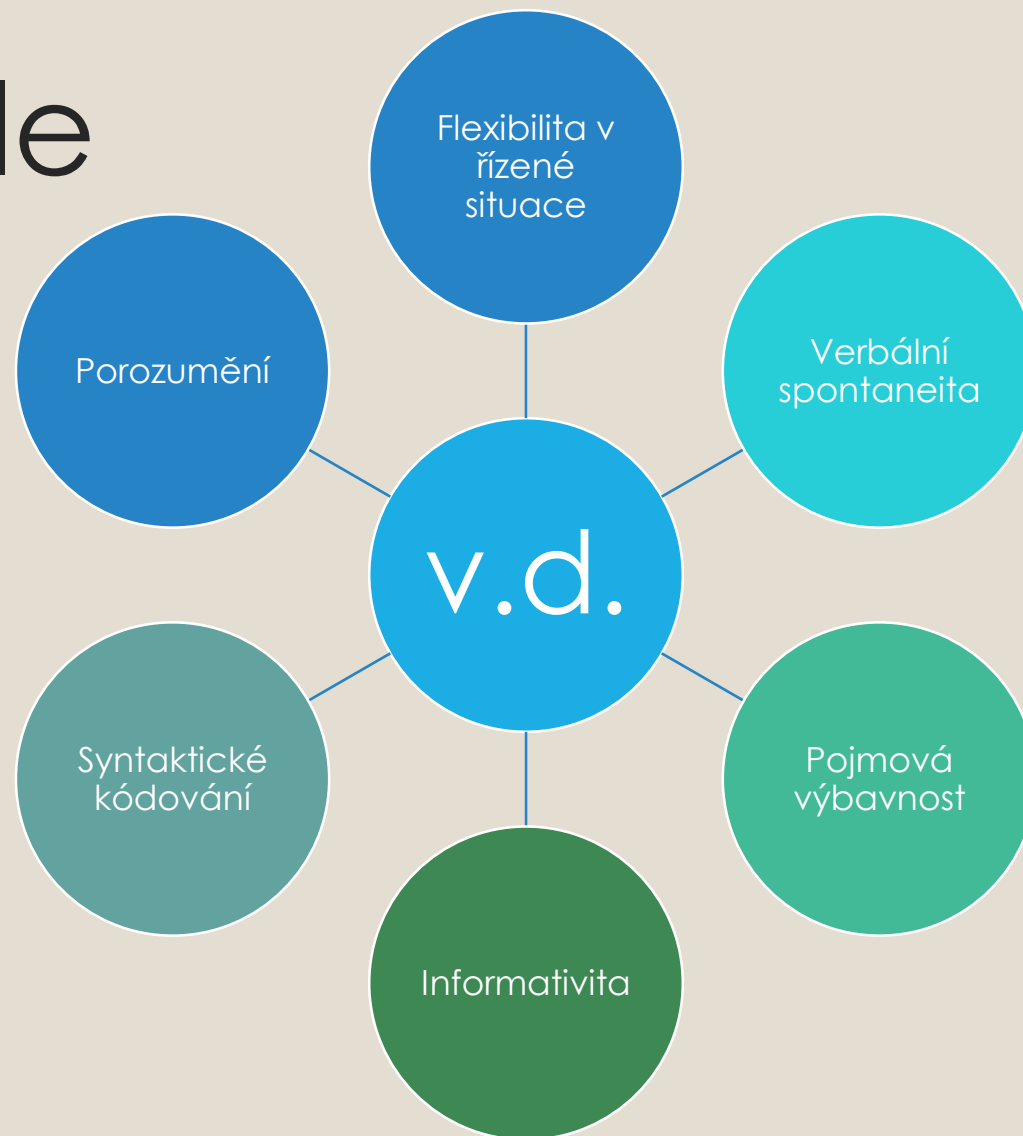 le
Flexibilita v
řízené
situace
Verbální
spontaneita
Pojmová
výbavnost
Informativita
Syntaktické
kódování
Porozumění
v.d.